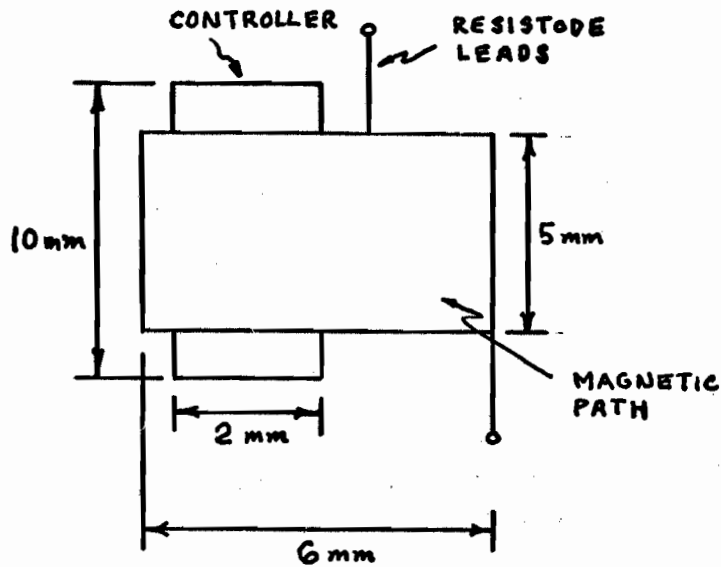 CONTROLLER
RESISTODE
LEADS
10mm
5mm
MAGNETIC
PATH
2 mm
6 mm